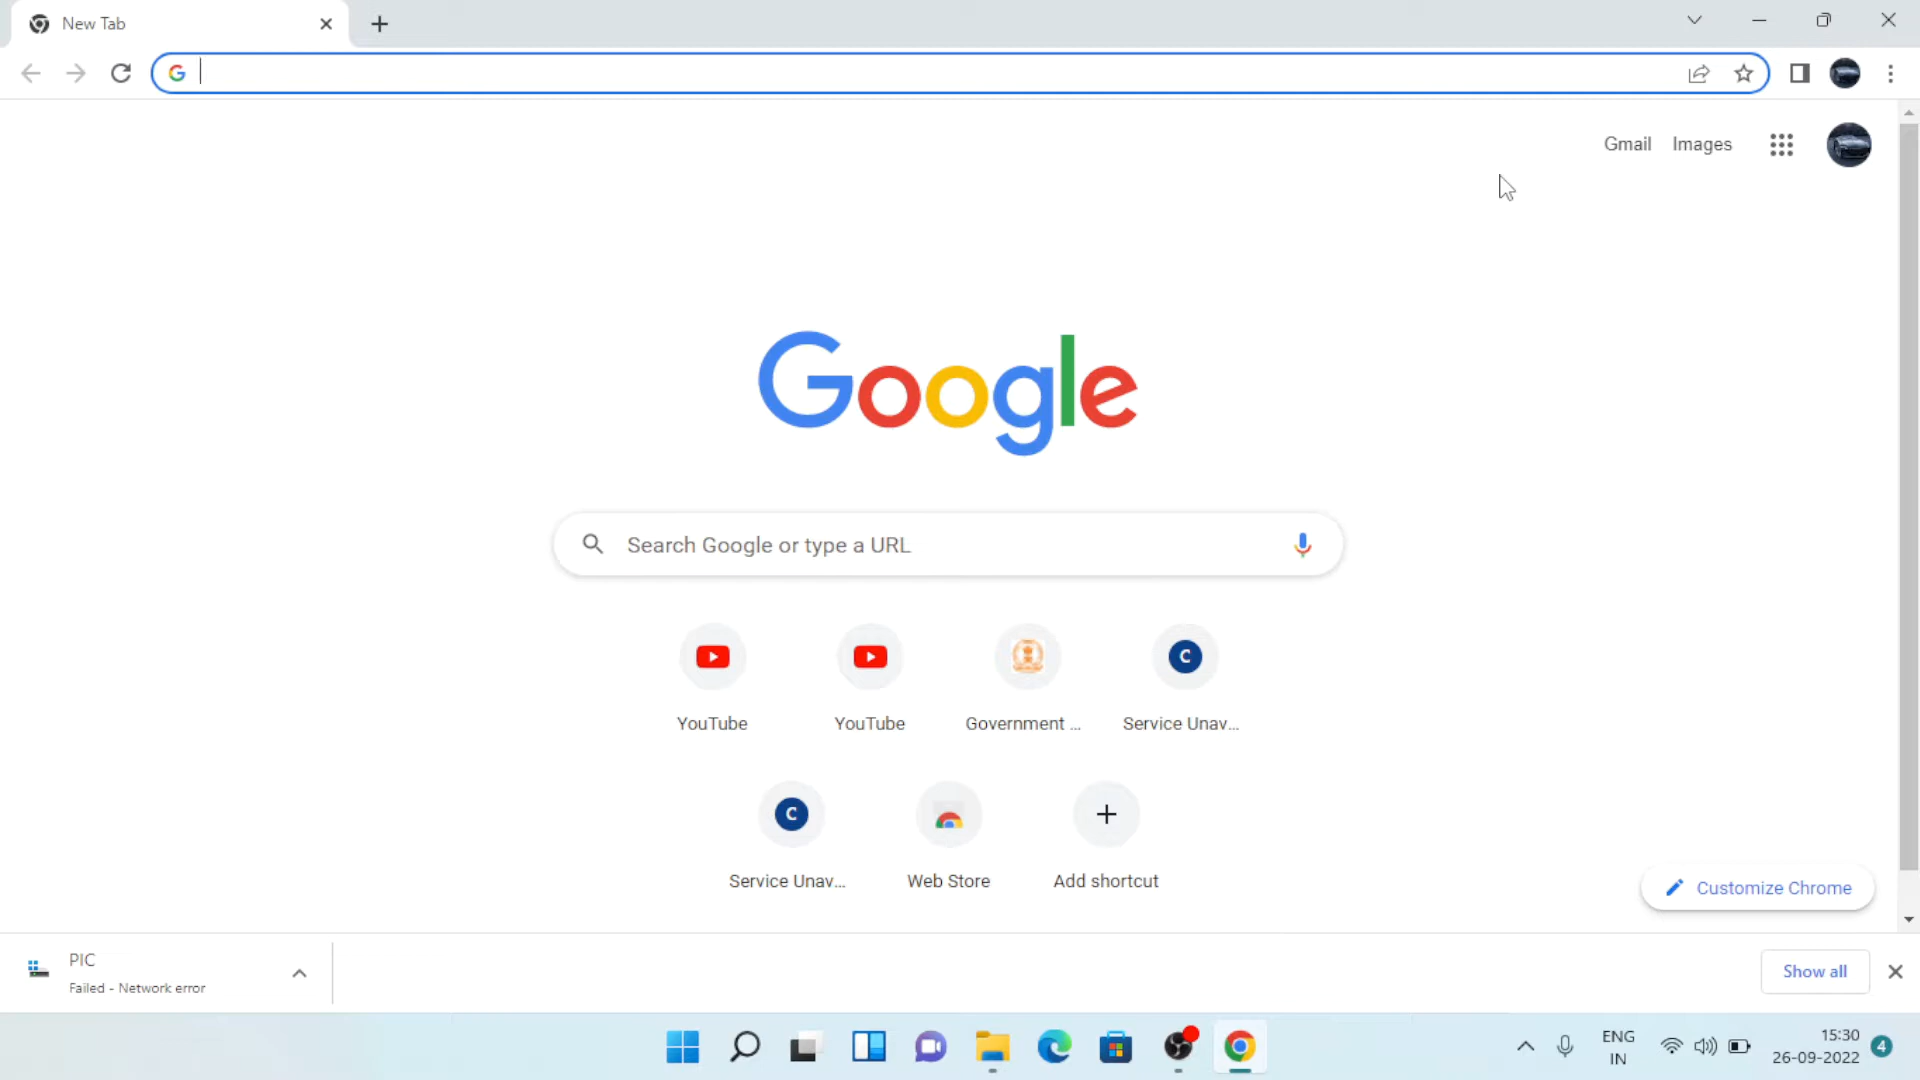 New Tab
Gmail Images
Google
Search Google or type a URL
YouTube
YouTube
Government ...
Service Unav...
C
C
Service Unav...
Web Store
Add shortcut
Customize Chrome
PIC
Failed - Network error
Show all
ENG
IN
15:30
26-09-2022
4